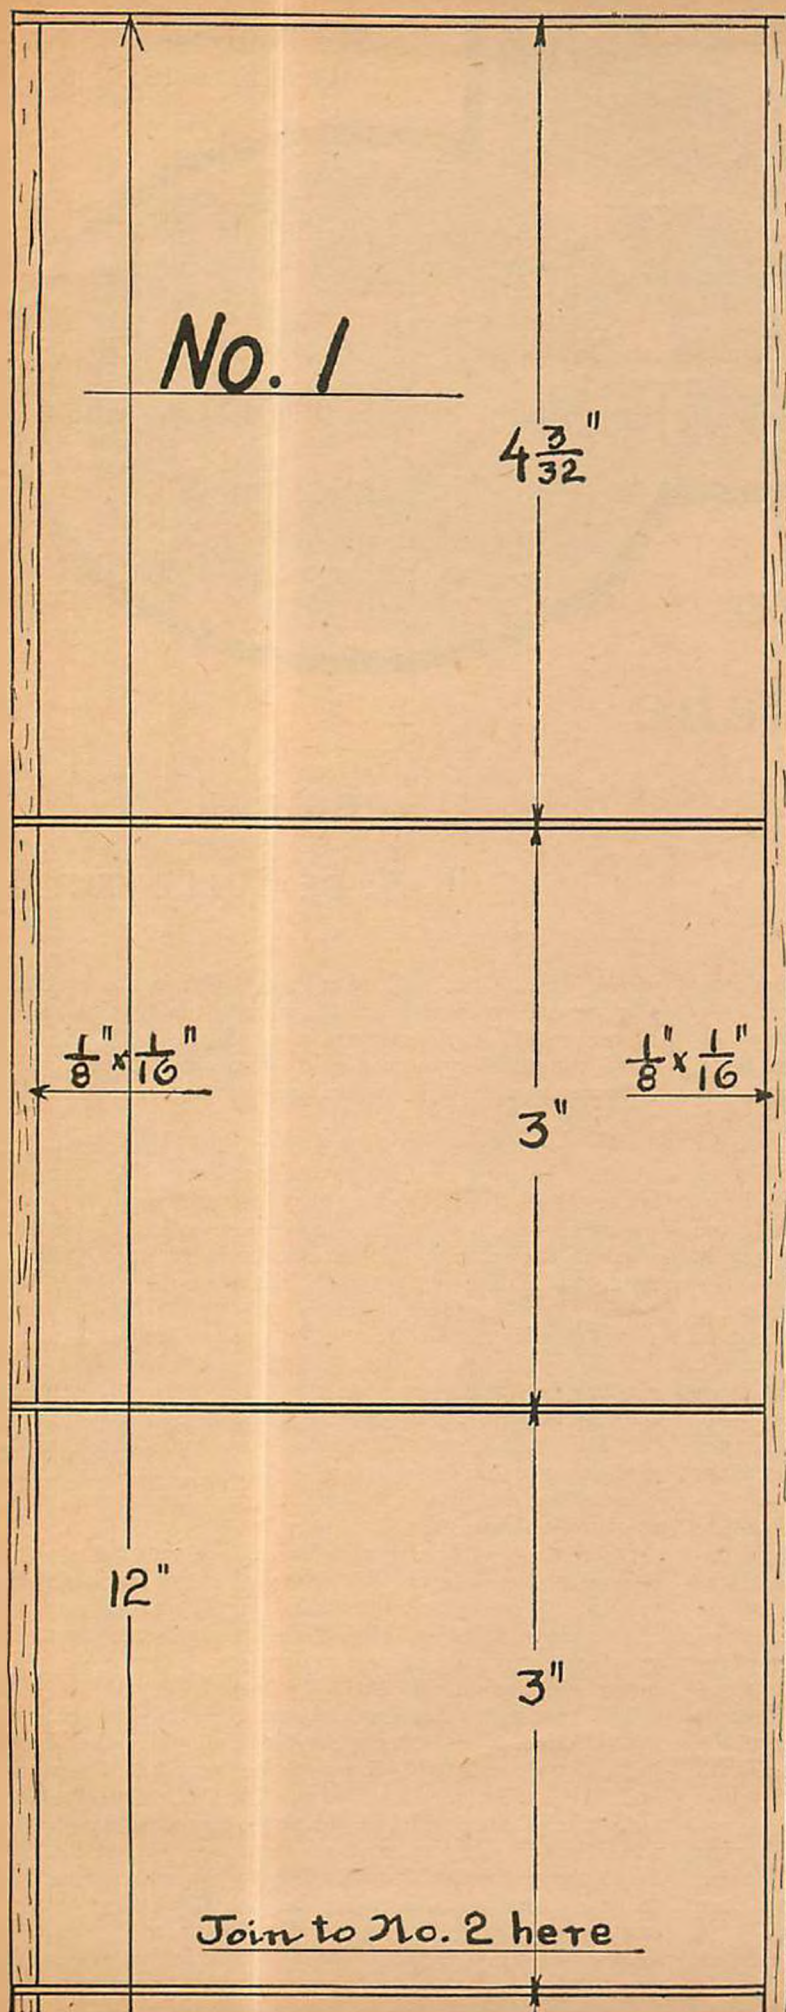 No. 1
4 3/32"
1/8" x 1/16"
1/8" x 1/16"
3"
12"
3"
Join to No. 2 here